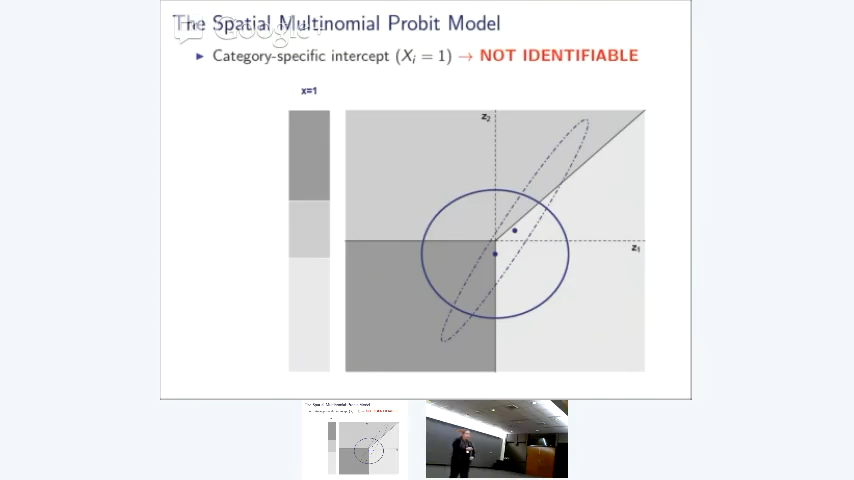 The Spatial Multinomial Probit Model
Google+
► Category-specific intercept (Xᵢ = 1) → NOT IDENTIFIABLE
x=1
z₂
z₁